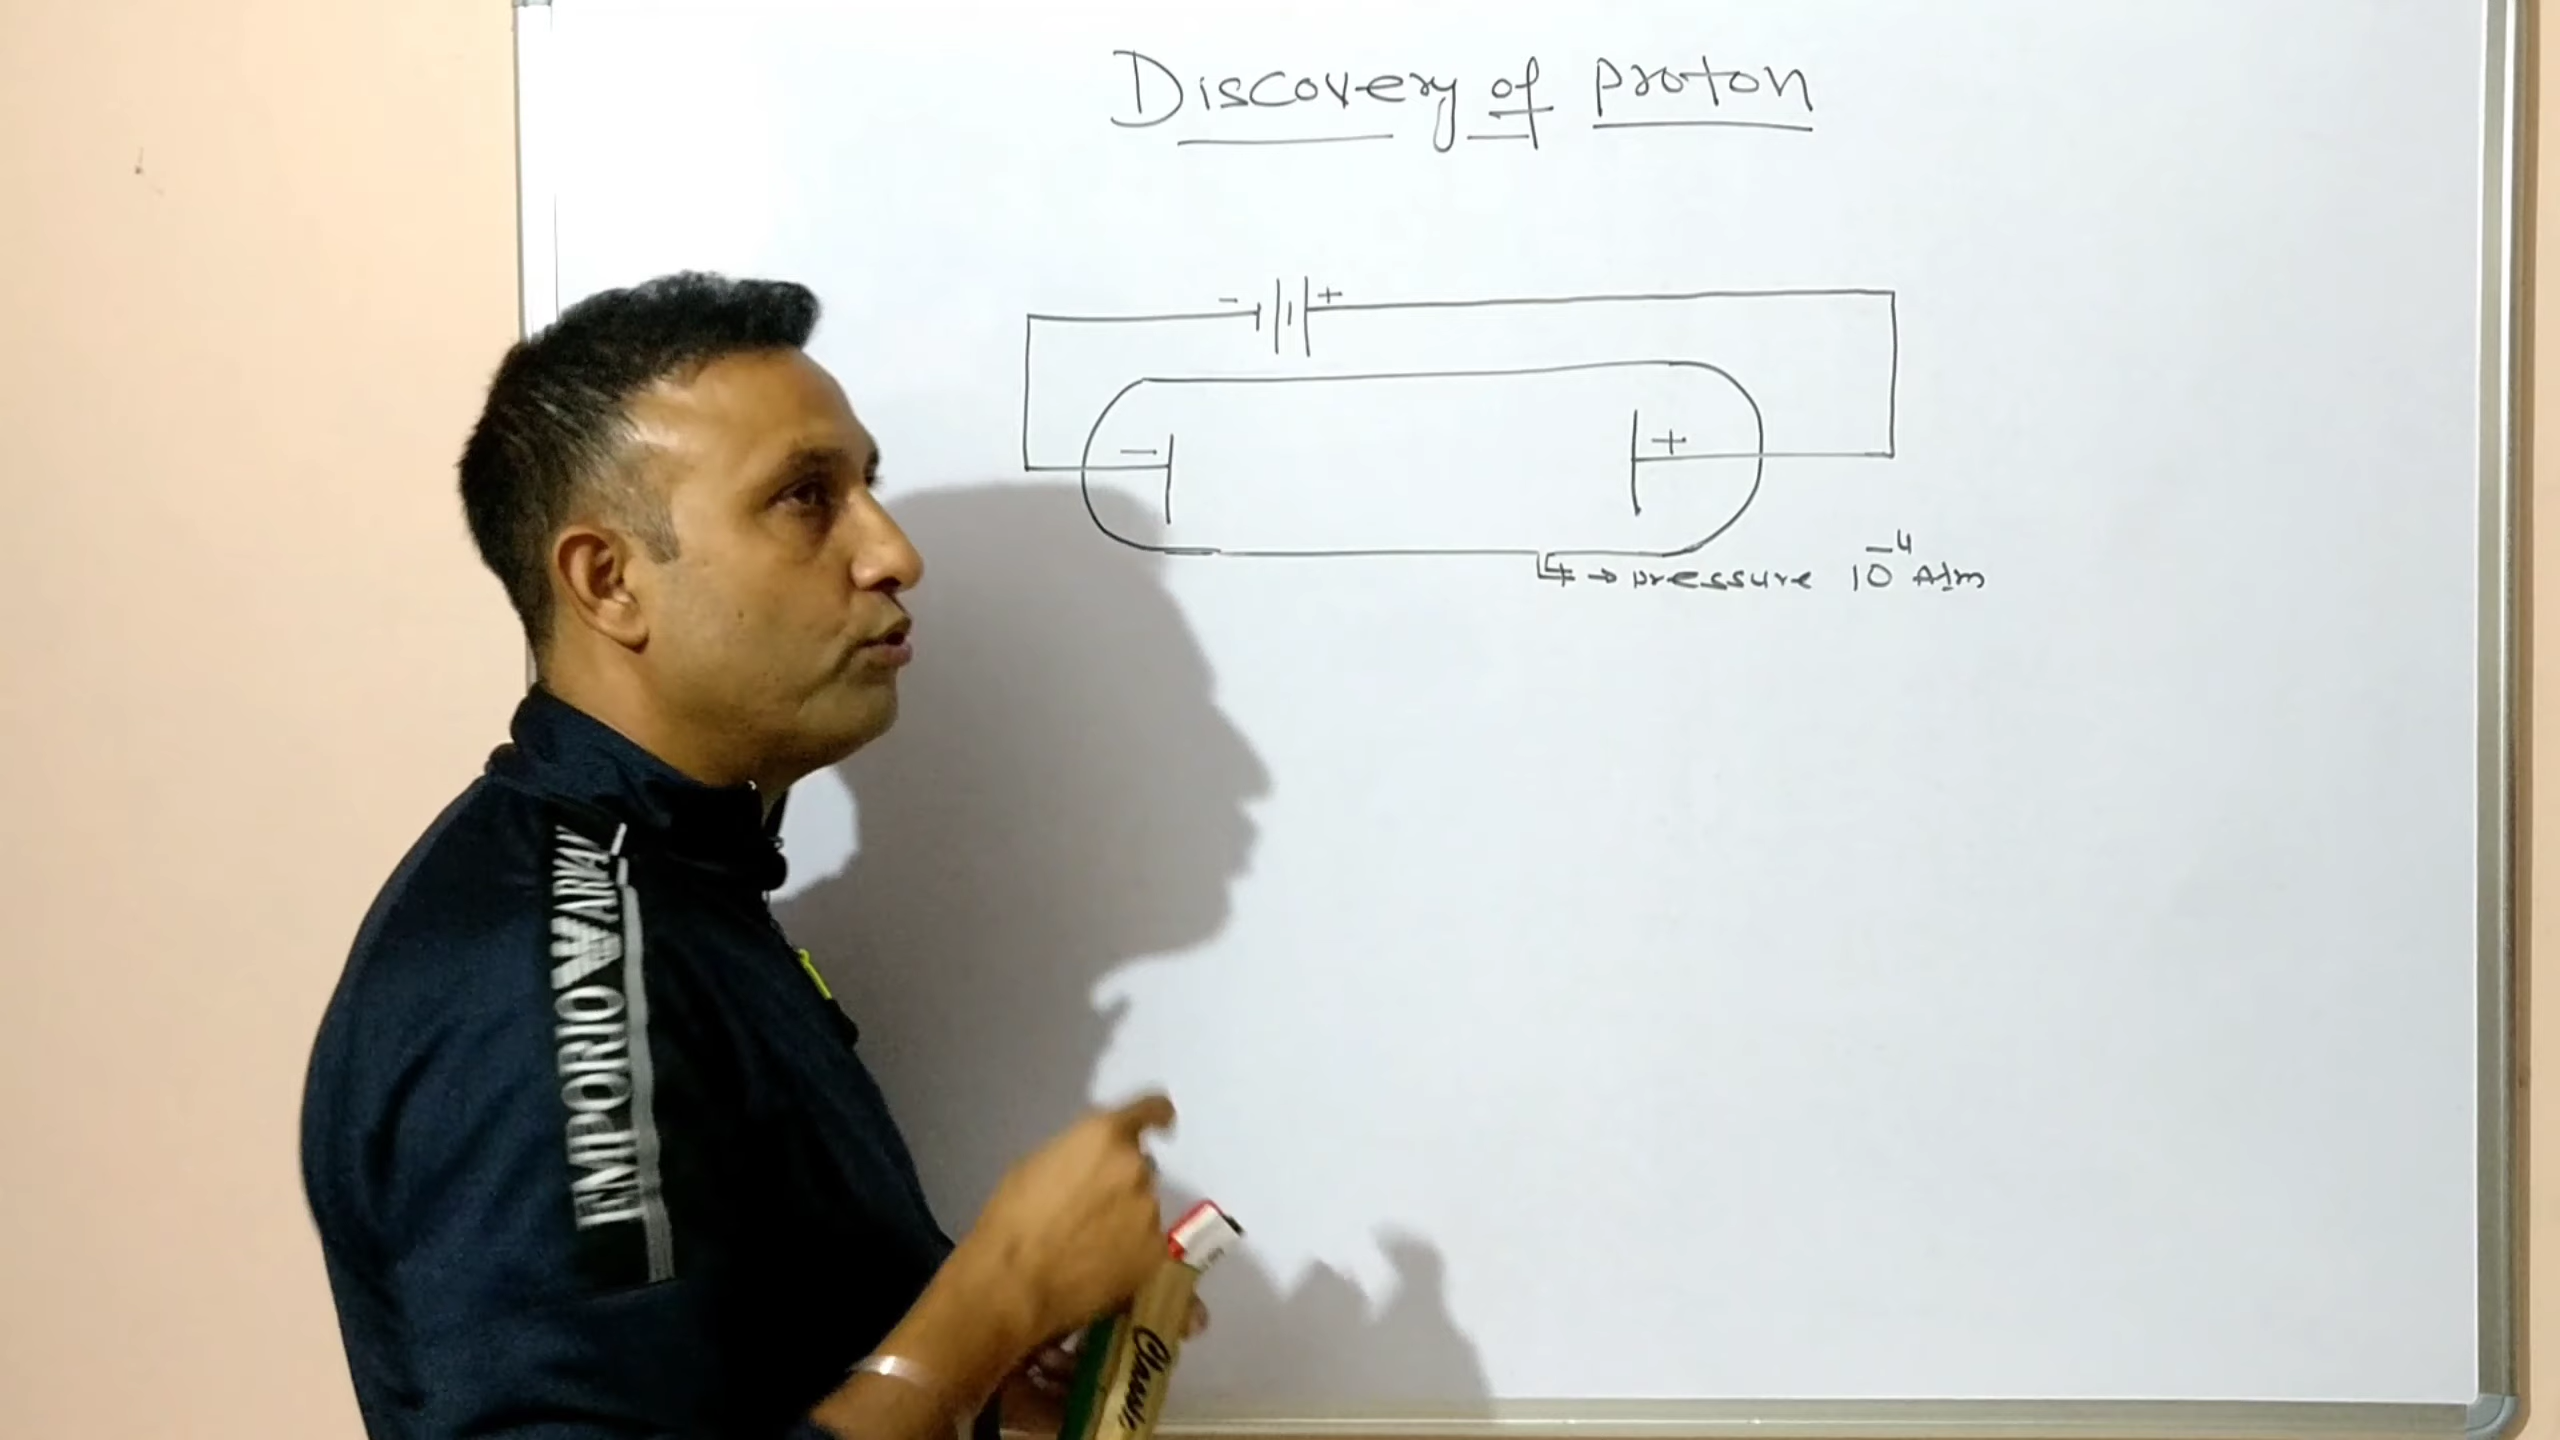 Discovery of proton
- +
- +
→ pressure 10⁻⁴ Atm
EMPORIO ARMANI